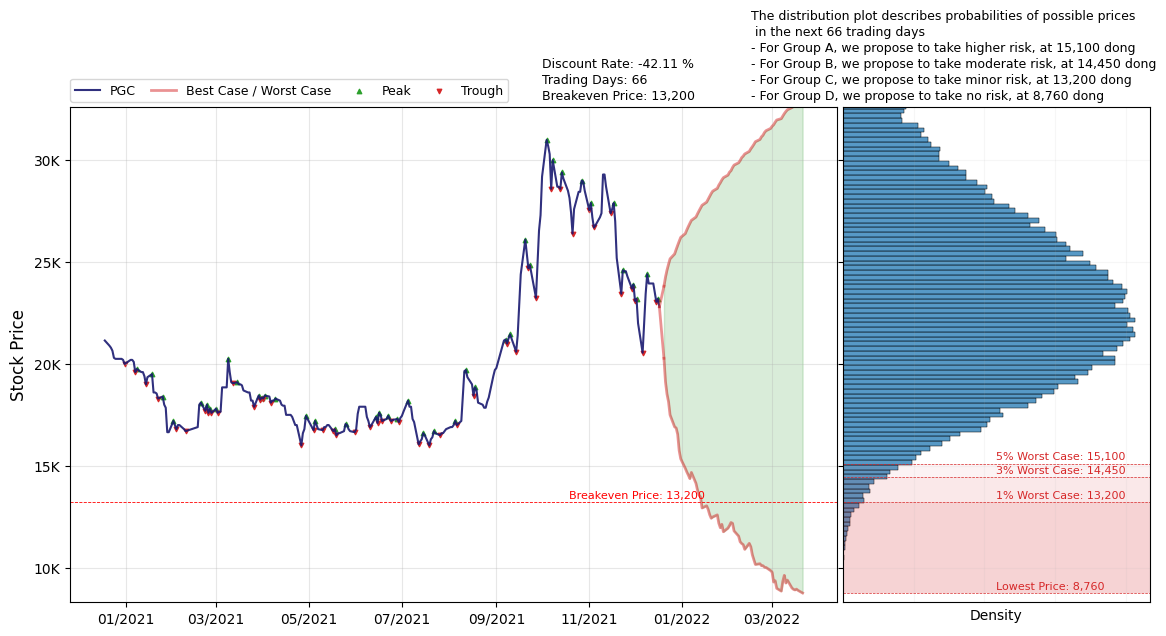 The distribution plot describes probabilities of possible prices
in the next 66 trading days
- For Group A, we propose to take higher risk, at 15,100 dong
- For Group B, we propose to take moderate risk, at 14,450 dong
- For Group C, we propose to take minor risk, at 13,200 dong
- For Group D, we propose to take no risk, at 8,760 dong
Discount Rate: -42.11 %
Trading Days: 66
Breakeven Price: 13,200
PGC
Best Case / Worst Case
Peak
Trough
Stock Price
30K
25K
20K
15K
10K
Breakeven Price: 13,200
5% Worst Case: 15,100
3% Worst Case: 14,450
1% Worst Case: 13,200
Lowest Price: 8,760
01/2021
03/2021
05/2021
07/2021
09/2021
11/2021
01/2022
03/2022
Density